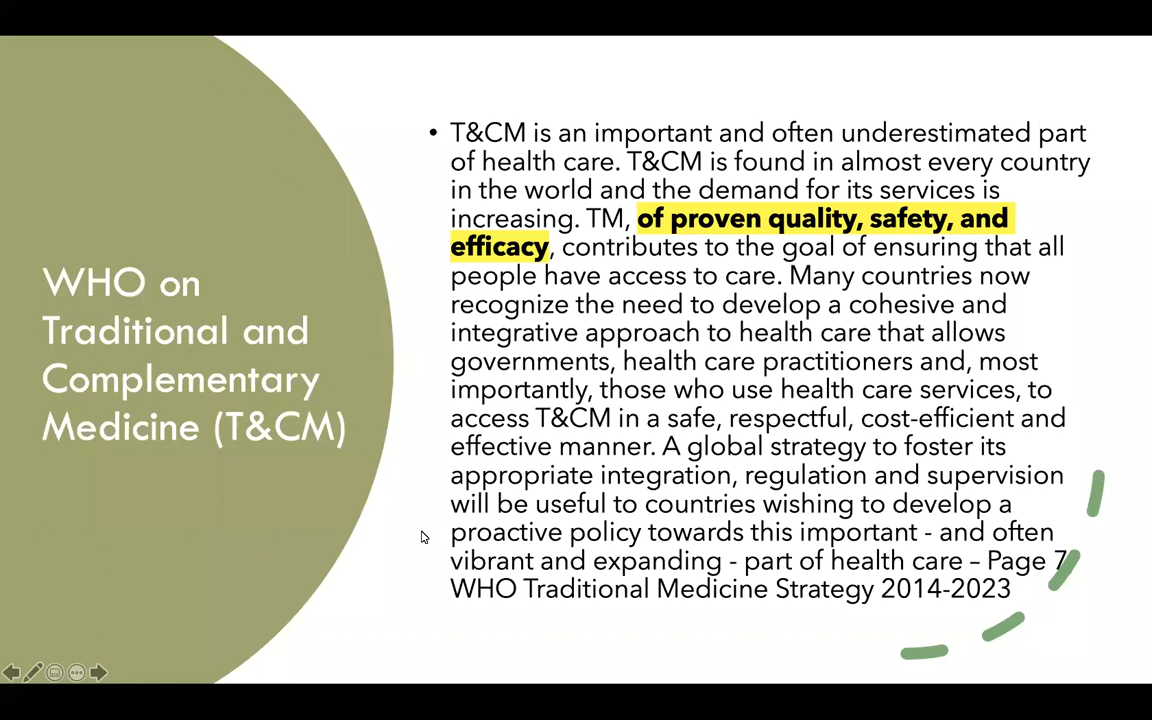 WHO on
Traditional and
Complementary
Medicine (T&CM)
• T&CM is an important and often underestimated part
of health care. T&CM is found in almost every country
in the world and the demand for its services is
increasing. TM, of proven quality, safety, and
efficacy, contributes to the goal of ensuring that all
people have access to care. Many countries now
recognize the need to develop a cohesive and
integrative approach to health care that allows
governments, health care practitioners and, most
importantly, those who use health care services, to
access T&CM in a safe, respectful, cost-efficient and
effective manner. A global strategy to foster its
appropriate integration, regulation and supervision
will be useful to countries wishing to develop a
proactive policy towards this important - and often
vibrant and expanding - part of health care – Page 7
WHO Traditional Medicine Strategy 2014-2023